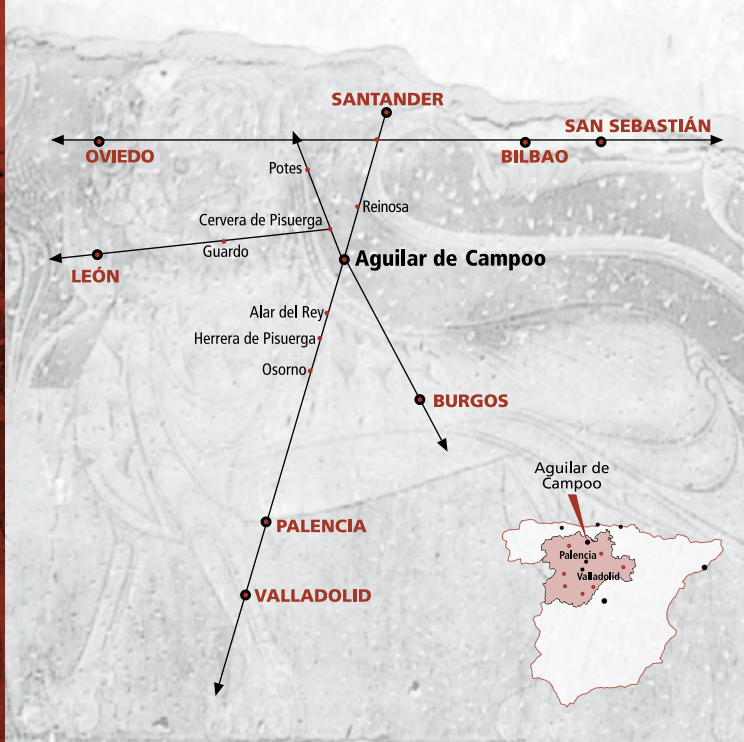 SANTANDER
SAN SEBASTIÁN
OVIEDO
BILBAO
Potes
Reinosa
Cervera de Pisuerga
Guardo
Aguilar de Campoo
LEÓN
Alar del Rey
Herrera de Pisuerga
Osorno
BURGOS
Aguilar de
Campoo
PALENCIA
Palencia
Valladolid
VALLADOLID